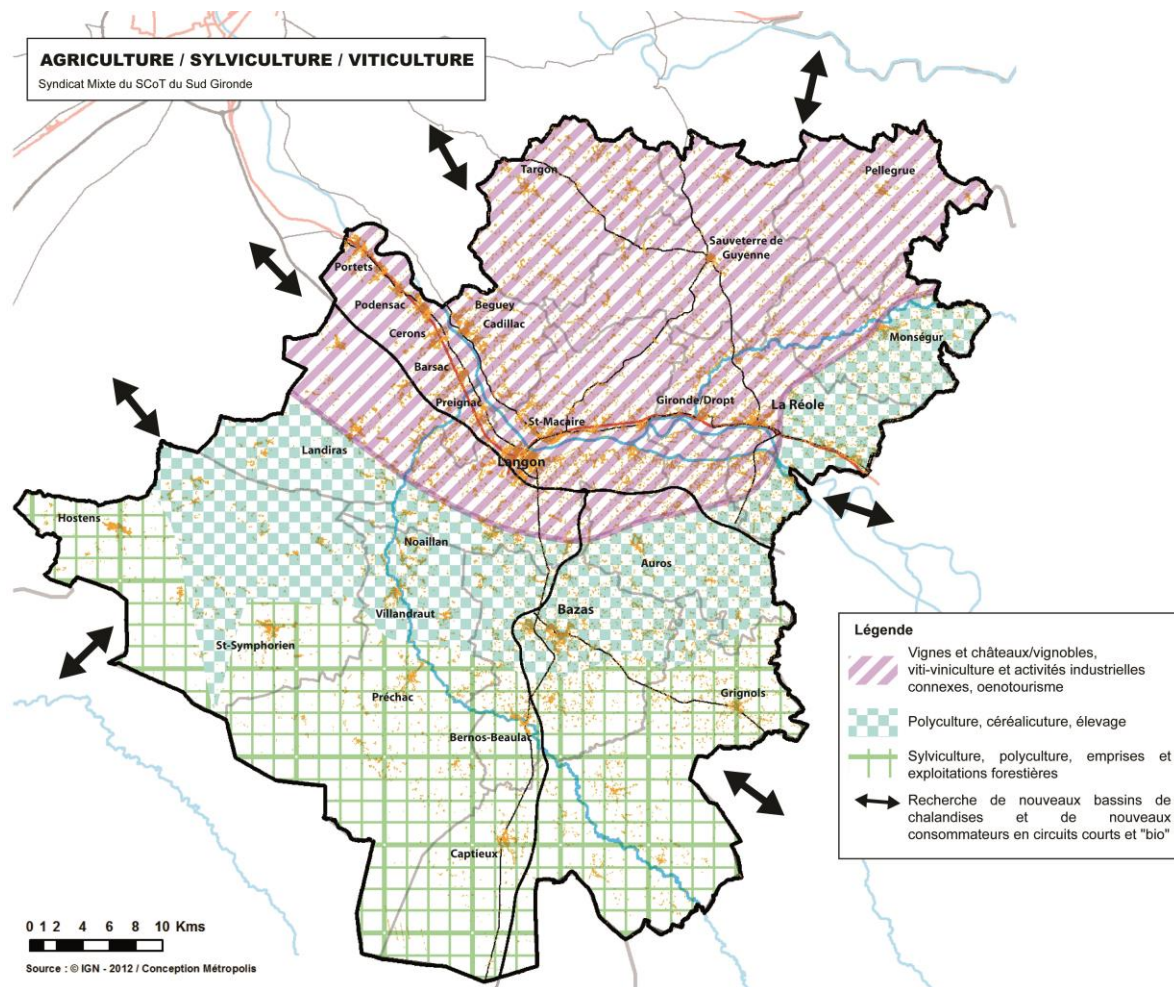 AGRICULTURE / SYLVICULTURE / VITICULTURE
Syndicat Mixte du SCoT du Sud Gironde
Targon
Pellegrue
Sauveterre de
Guyenne
Portets
Podensac
Beguey
Cadillac
Cerons
Monségur
Barsac
Preignac
Gironde/Dropt
La Réole
St-Macaire
Langon
Landiras
Hostens
Noaillan
Auros
Villandraut
Bazas
St-Symphorien
Préchac
Grignols
Bernos-Beaulac
Captieux
Légende
Vignes et châteaux/vignobles,
viti-viniculture et activités industrielles
connexes, oenotourisme
Polyculture, céréalicuture, élevage
Sylviculture, polyculture, emprises et
exploitations forestières
Recherche de nouveaux bassins de
chalandises et de nouveaux
consommateurs en circuits courts et "bio"
0 1 2 4 6 8 10 Kms
Source : © IGN - 2012 / Conception Métropolis